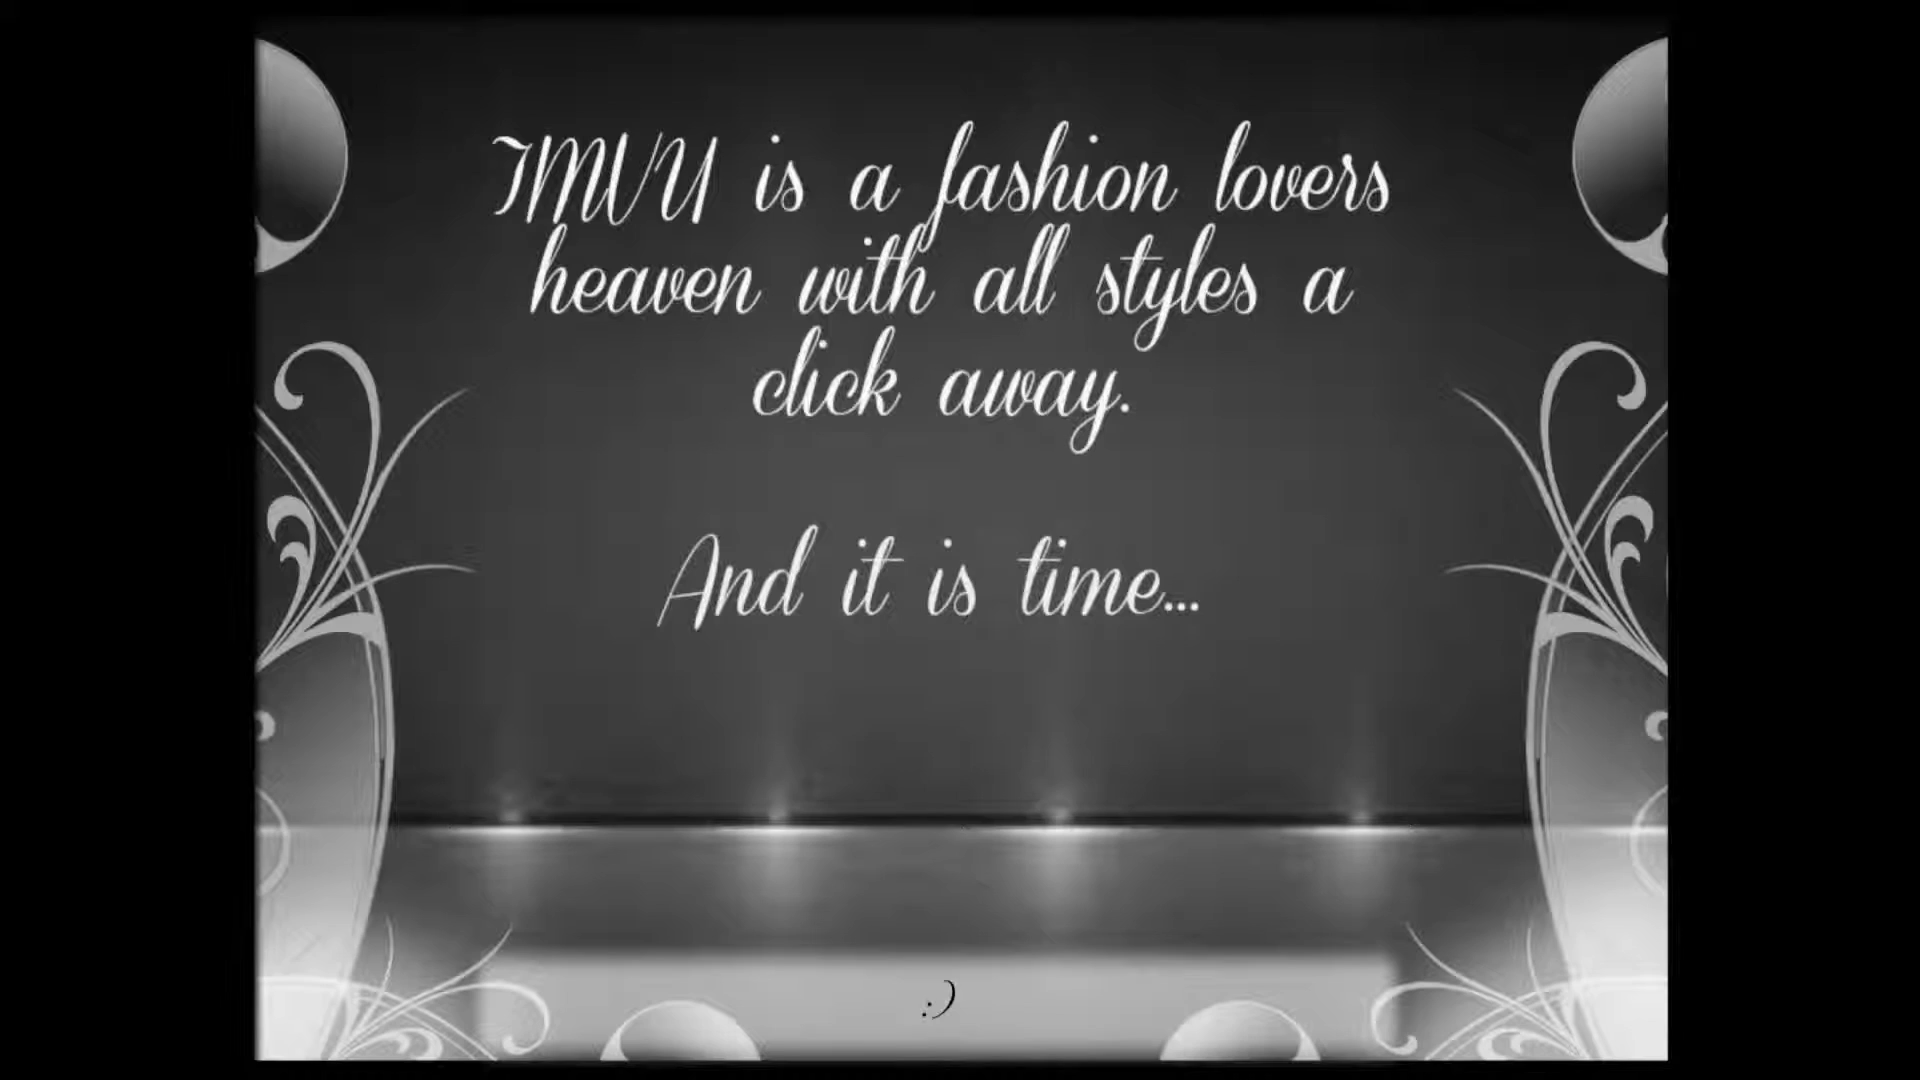 IMVU is a fashion lovers
heaven with all styles a
click away.
And it is time...
:)